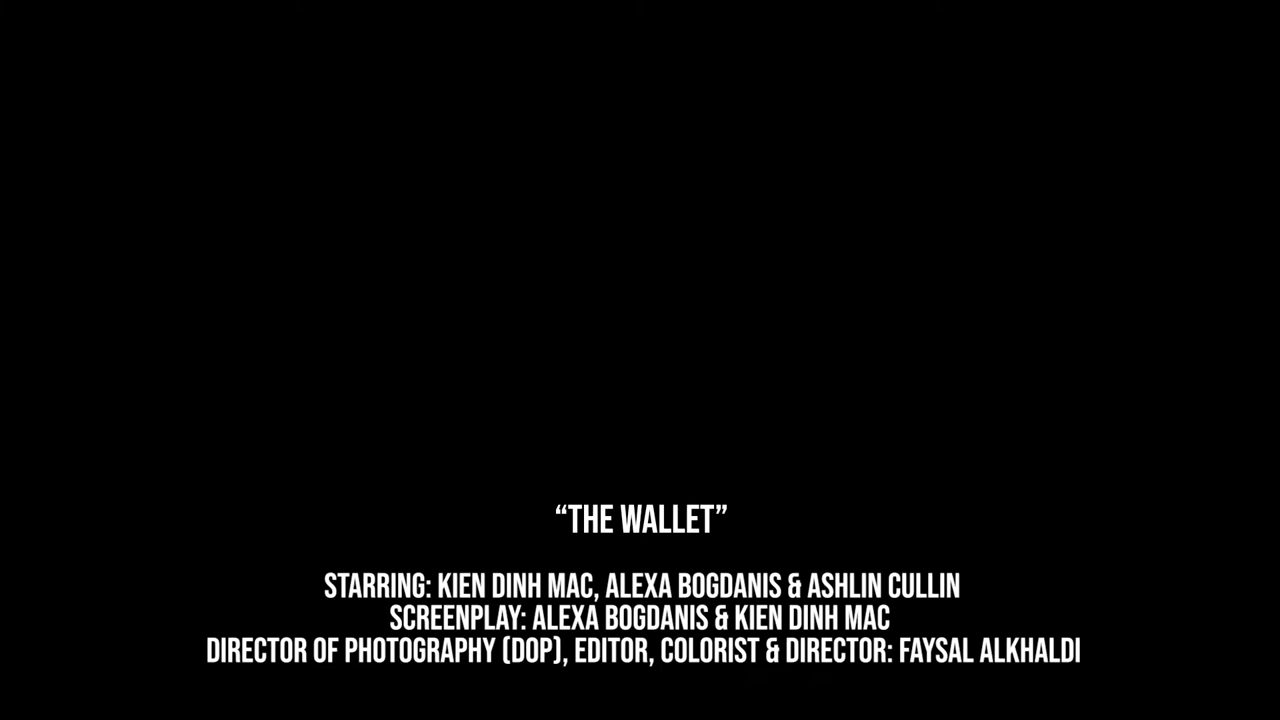 “THE WALLET”
STARRING: KIEN DINH MAC, ALEXA BOGDANIS & ASHLIN CULLIN
SCREENPLAY: ALEXA BOGDANIS & KIEN DINH MAC
DIRECTOR OF PHOTOGRAPHY (DOP), EDITOR, COLORIST & DIRECTOR: FAYSAL ALKHALDI